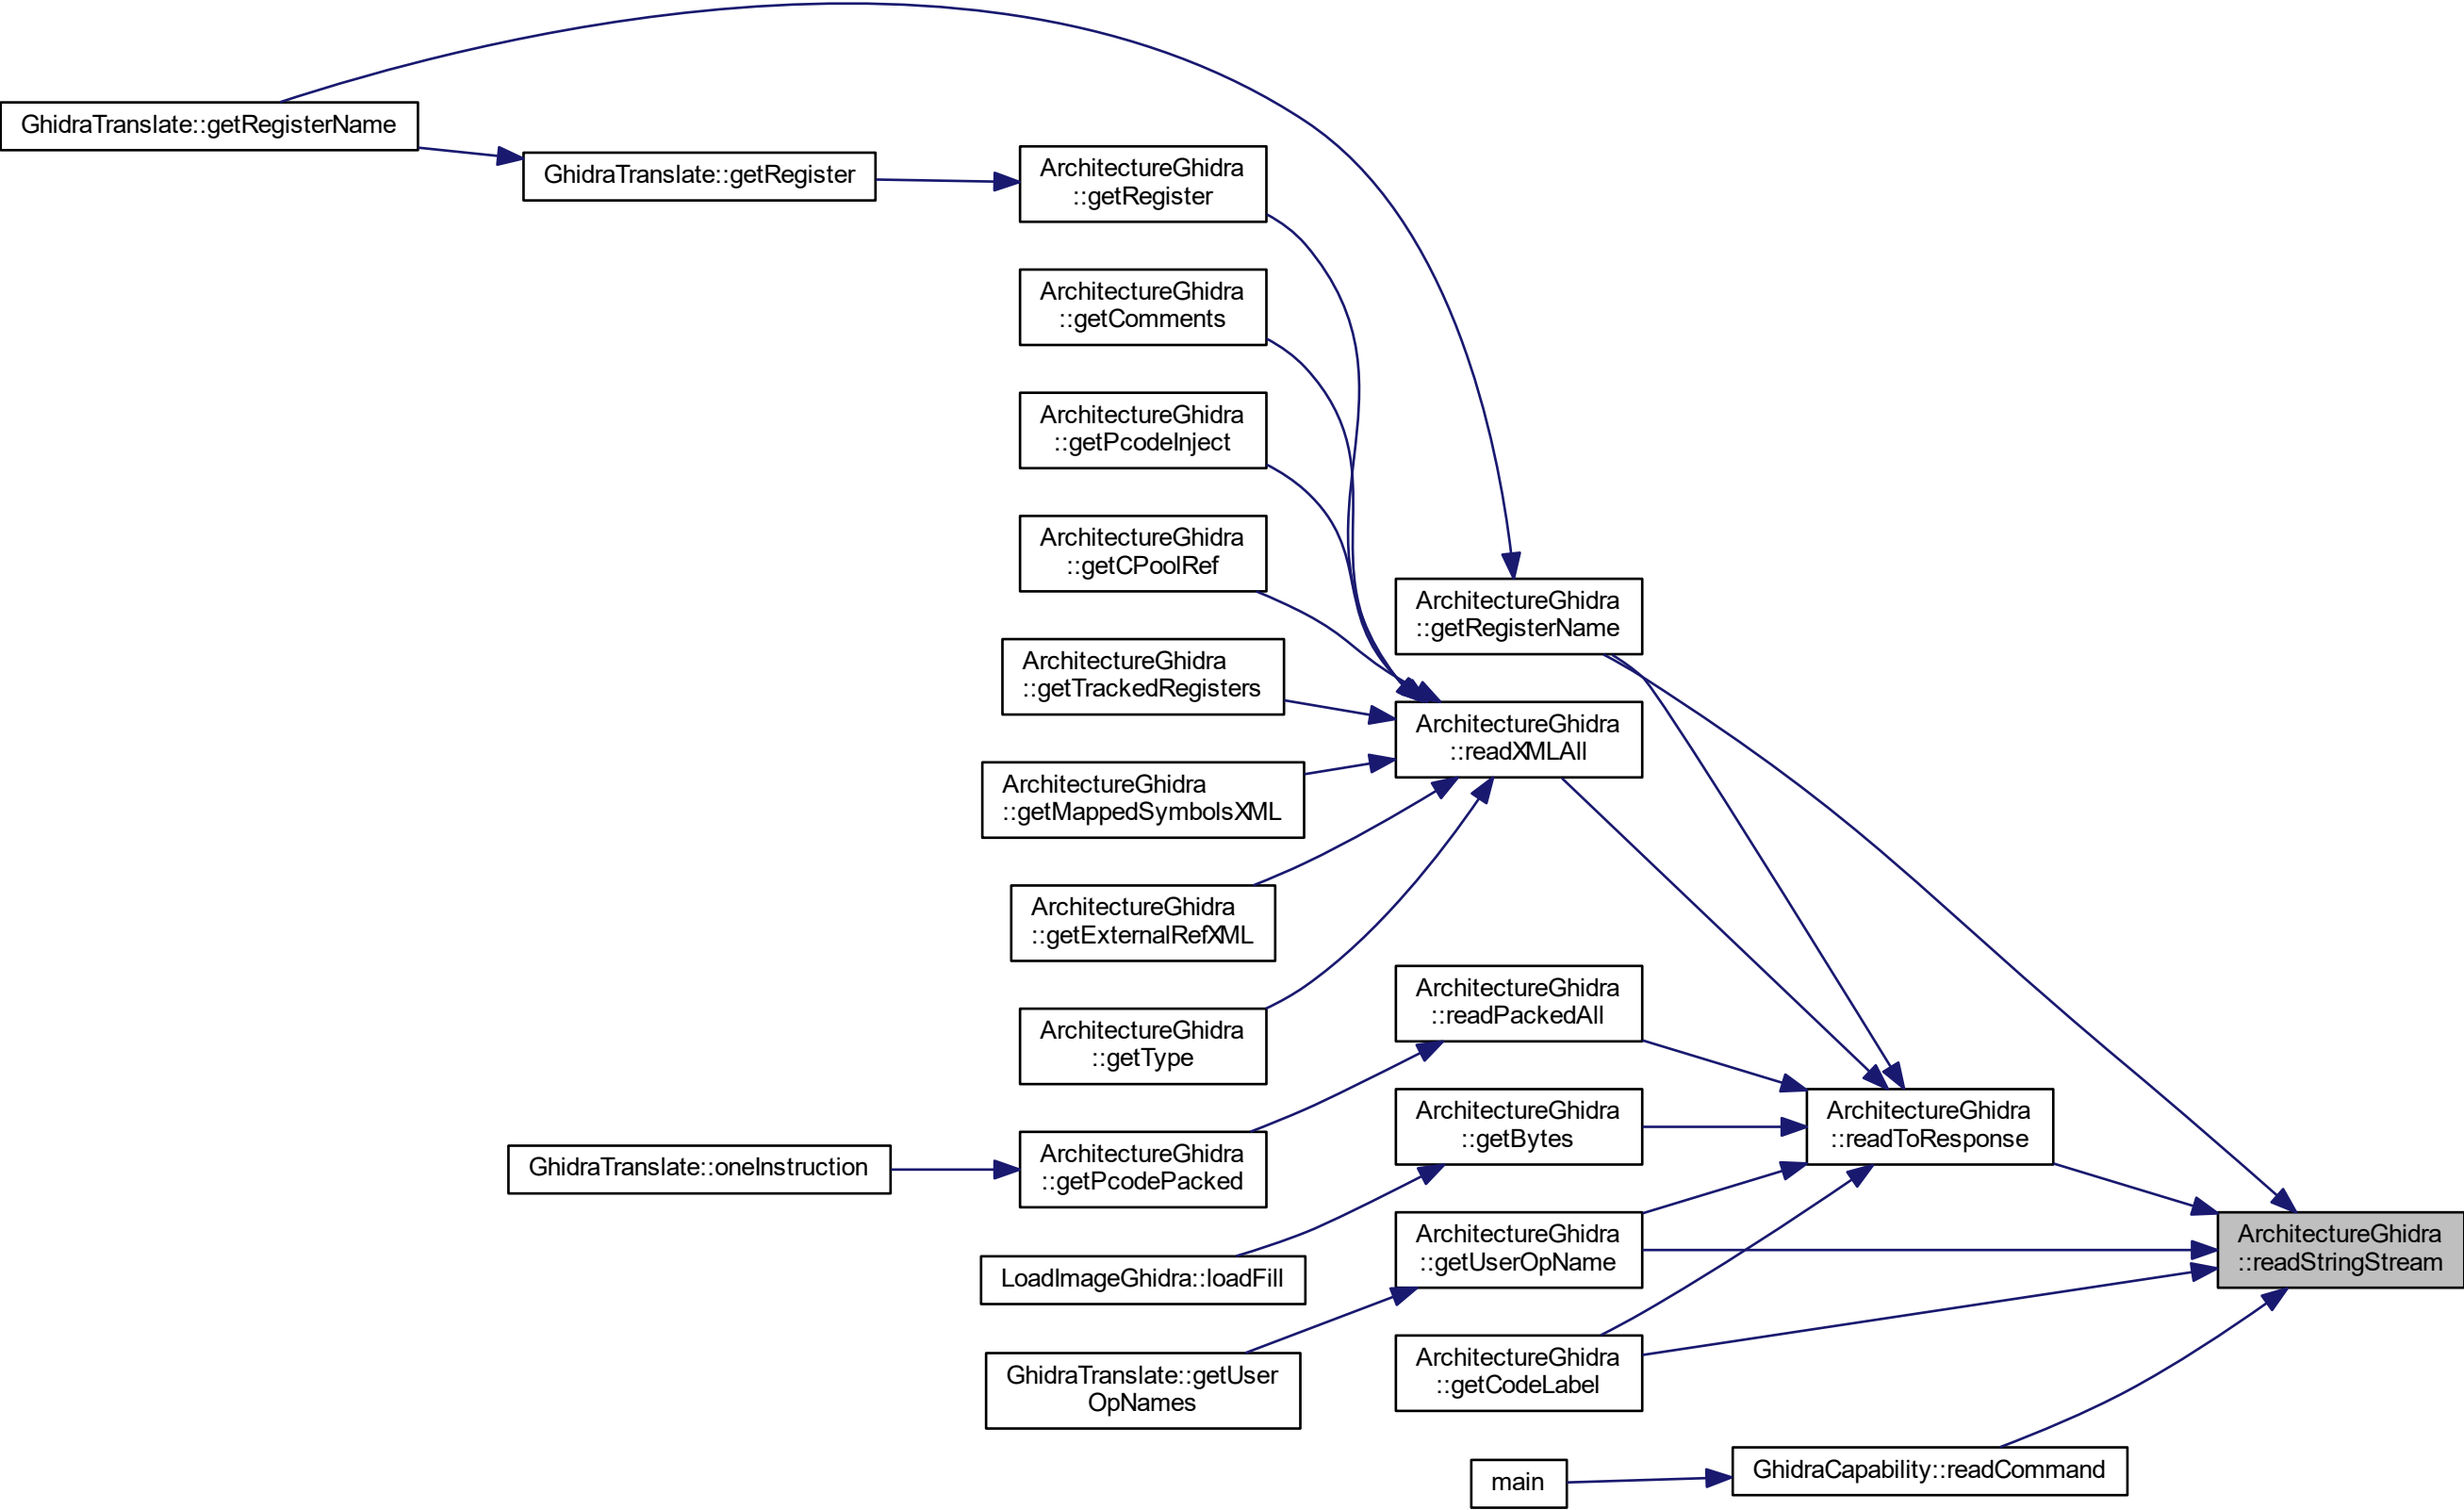 GhidraTranslate::getRegisterName
GhidraTranslate::getRegister
ArchitectureGhidra
::getRegister
ArchitectureGhidra
::getComments
ArchitectureGhidra
::getPcodeInject
ArchitectureGhidra
::getCPoolRef
ArchitectureGhidra
::getRegisterName
ArchitectureGhidra
::getTrackedRegisters
ArchitectureGhidra
::readXMLAll
ArchitectureGhidra
::getMappedSymbolsXML
ArchitectureGhidra
::getExternalRefXML
ArchitectureGhidra
::readPackedAll
ArchitectureGhidra
::getType
ArchitectureGhidra
::getBytes
ArchitectureGhidra
::readToResponse
GhidraTranslate::oneInstruction
ArchitectureGhidra
::getPcodePacked
ArchitectureGhidra
::getUserOpName
ArchitectureGhidra
::readStringStream
LoadImageGhidra::loadFill
GhidraTranslate::getUser
OpNames
ArchitectureGhidra
::getCodeLabel
main
GhidraCapability::readCommand